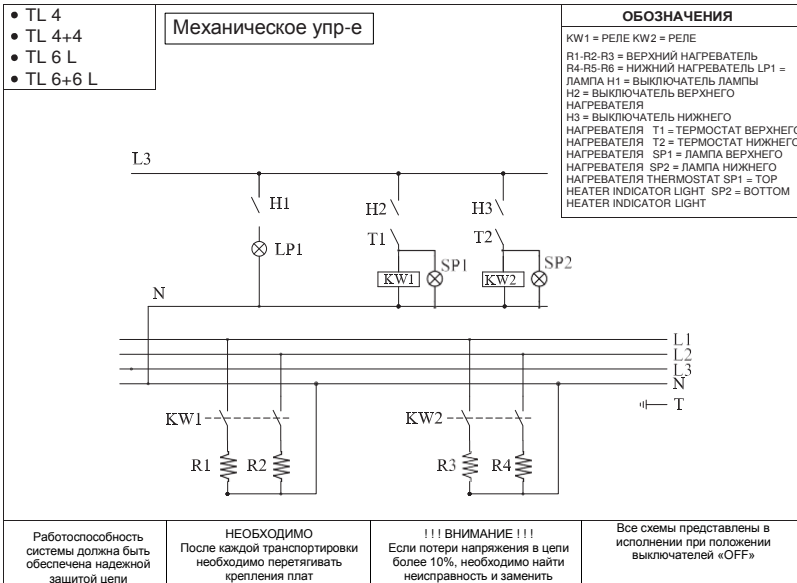 • TL 4
• TL 4+4
• TL 6 L
• TL 6+6 L
Механическое упр-е
ОБОЗНАЧЕНИЯ
KW1 = РЕЛЕ KW2 = РЕЛЕ
R1-R2-R3 = ВЕРХНИЙ НАГРЕВАТЕЛЬ
R4-R5-R6 = НИЖНИЙ НАГРЕВАТЕЛЬ LP1 =
ЛАМПА H1 = ВЫКЛЮЧАТЕЛЬ ЛАМПЫ
H2 = ВЫКЛЮЧАТЕЛЬ ВЕРХНЕГО
НАГРЕВАТЕЛЯ
H3 = ВЫКЛЮЧАТЕЛЬ НИЖНЕГО
НАГРЕВАТЕЛЯ T1 = ТЕРМОСТАТ ВЕРХНЕГО
НАГРЕВАТЕЛЯ T2 = ТЕРМОСТАТ НИЖНЕГО
НАГРЕВАТЕЛЯ SP1 = ЛАМПА ВЕРХНЕГО
НАГРЕВАТЕЛЯ SP2 = ЛАМПА НИЖНЕГО
НАГРЕВАТЕЛЯ THERMOSTAT SP1 = TOP
HEATER INDICATOR LIGHT SP2 = BOTTOM
HEATER INDICATOR LIGHT
L3
H1
H2
H3
T1
T2
LP1
SP1
SP2
KW1
KW2
N
L1
L2
L3
N
T
KW1
KW2
R1
R2
R3
R4
Работоспособность
системы должна быть
обеспечена надежной
защитой цепи
НЕОБХОДИМО
После каждой транспортировки
необходимо перетягивать
крепления плат
! ! ! ВНИМАНИЕ ! ! !
Если потери напряжения в цепи
более 10%, необходимо найти
неисправность и заменить
Все схемы представлены в
исполнении при положении
выключателей «OFF»